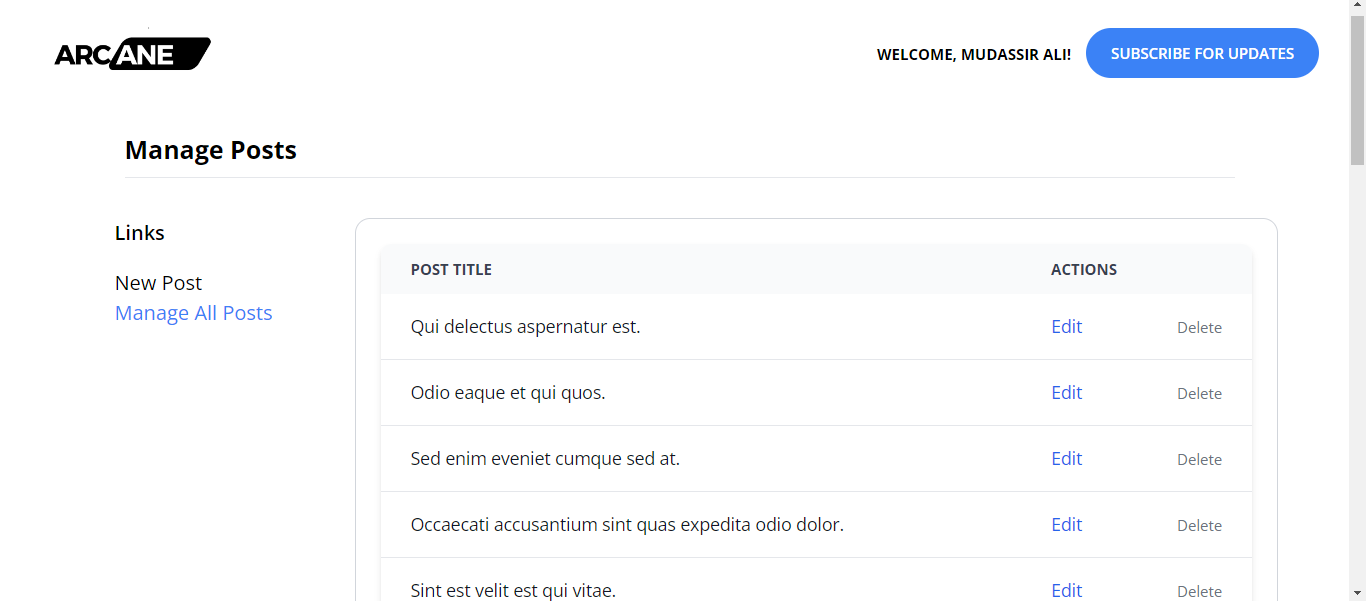 ARCANE
WELCOME, MUDASSIR ALI!
SUBSCRIBE FOR UPDATES
Manage Posts
Links
New Post
Manage All Posts
POST TITLE ACTIONS
Qui delectus aspernatur est. Edit Delete
Odio eaque et qui quos. Edit Delete
Sed enim eveniet cumque sed at. Edit Delete
Occaecati accusantium sint quas expedita odio dolor. Edit Delete
Sint est velit est qui vitae. Edit Delete